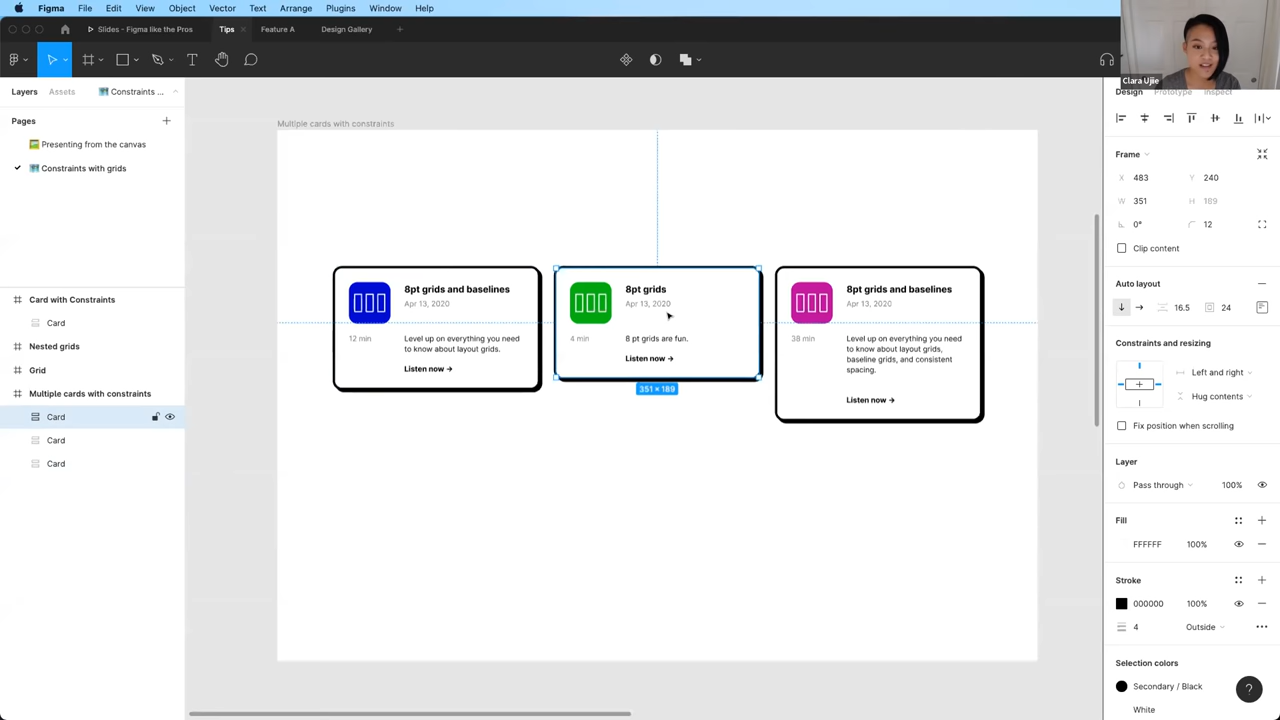 Figma File Edit View Object Vector Text Arrange Plugins Window Help
Slides - Figma like the Pros Tips Feature A Design Gallery
Clara Ujiie
Layers Assets Constraints ...
Design Prototype Inspect
Pages
Presenting from the canvas
Constraints with grids
Card with Constraints
Card
Nested grids
Grid
Multiple cards with constraints
Card
Card
Card
Multiple cards with constraints
8pt grids and baselines
Apr 13, 2020
12 min
Level up on everything you need
to know about layout grids.
Listen now →
8pt grids
Apr 13, 2020
4 min
8 pt grids are fun.
Listen now →
351 × 189
8pt grids and baselines
Apr 13, 2020
38 min
Level up on everything you need
to know about layout grids,
baseline grids, and consistent
spacing.
Listen now →
Frame
X 483 Y 240
W 351 H 189
0° 12
Clip content
Auto layout
16.5 24
Constraints and resizing
Left and right
Hug contents
Fix position when scrolling
Layer
Pass through 100%
Fill
FFFFFF 100%
Stroke
000000 100%
4 Outside
Selection colors
Secondary / Black
White
?